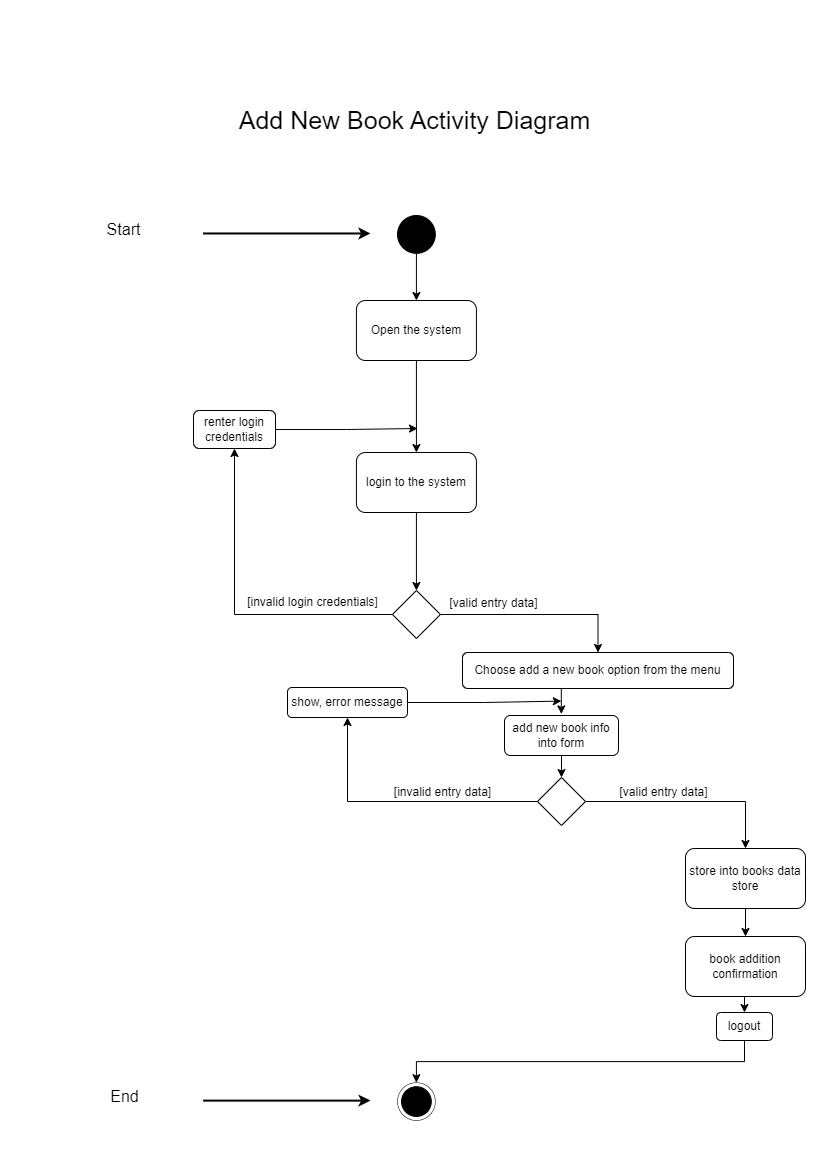 Add New Book Activity Diagram
Start
Open the system
renter login
credentials
login to the system
[invalid login credentials]
[valid entry data]
Choose add a new book option from the menu
show, error message
add new book info
into form
[invalid entry data]
[valid entry data]
store into books data
store
book addition
confirmation
logout
End